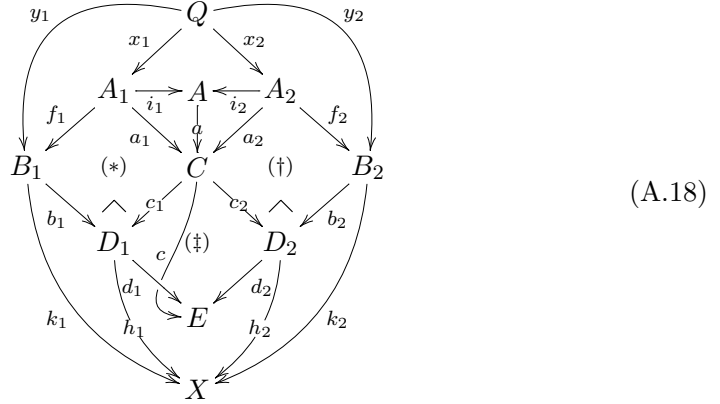 y₁ Q y₂
x₁ x₂
A₁ A A₂
i₁ i₂
f₁ a f₂
a₁ a₂
B₁ (∗) C (†) B₂
(A.18)
b₁ c₁ c₂ b₂
D₁ c (‡) D₂
d₁ d₂
E
k₁ h₁ h₂ k₂
X